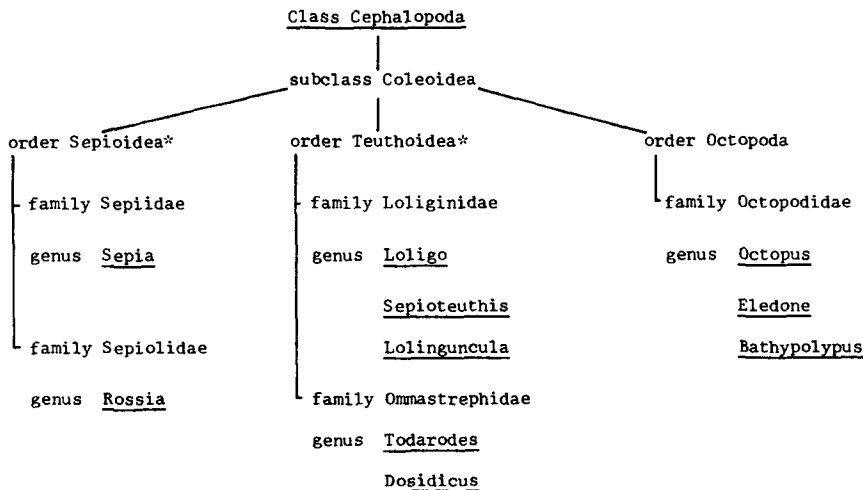 Class Cephalopoda
subclass Coleoidea
order Sepioidea* order Teuthoidea* order Octopoda
family Sepiidae family Loliginidae family Octopodidae
genus Sepia genus Loligo genus Octopus
Sepioteuthis Eledone
family Sepiolidae Lolinguncula Bathypolypus
genus Rossia family Ommastrephidae
genus Todarodes
Dosidicus